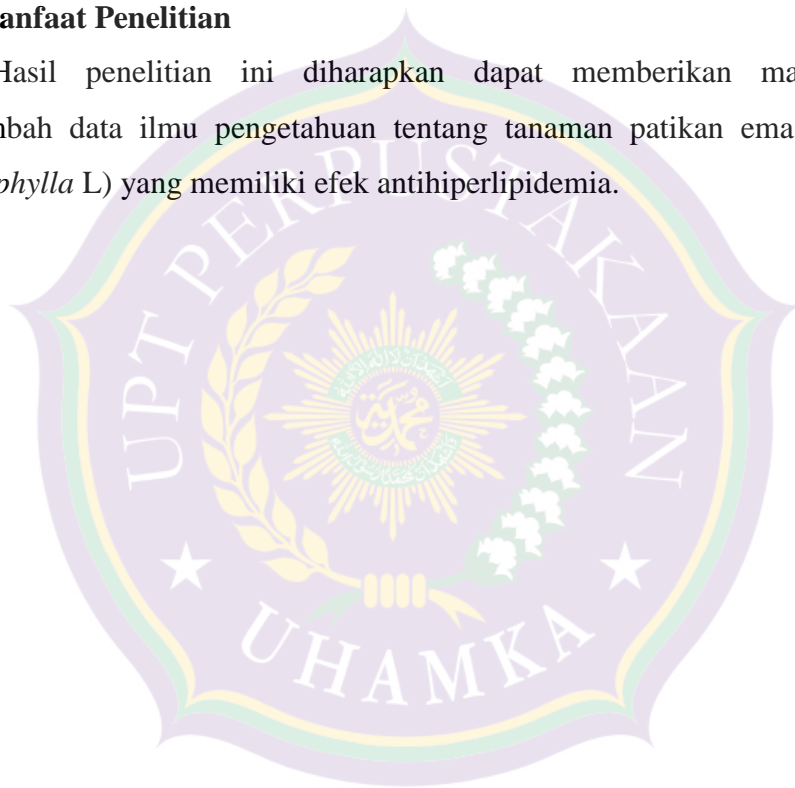 anfaat Penelitian
Hasil penelitian ini diharapkan dapat memberikan ma
nbah data ilmu pengetahuan tentang tanaman patikan ema
phylla L) yang memiliki efek antihiperlipidemia.
UPT PERPUSTAKAAN
UHAMKA